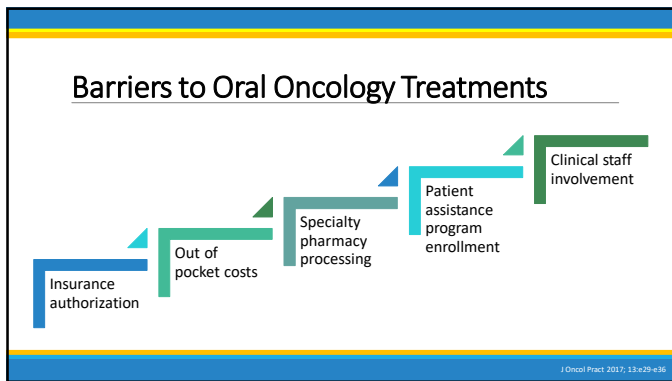 Barriers to Oral Oncology Treatments
Insurance
authorization
Out of
pocket costs
Specialty
pharmacy
processing
Patient
assistance
program
enrollment
Clinical staff
involvement
J Oncol Pract 2017; 13:e29-e36